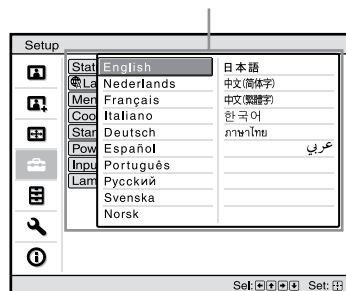 Setup
Stat
La
Men
Coo
Star
Pow
Inpu
Lam
English
Nederlands
Français
Italiano
Deutsch
Español
Português
Русский
Svenska
Norsk
日本語
中文(简体字)
中文(繁體字)
한국어
ภาษาไทย
عربي
Sel: Set: